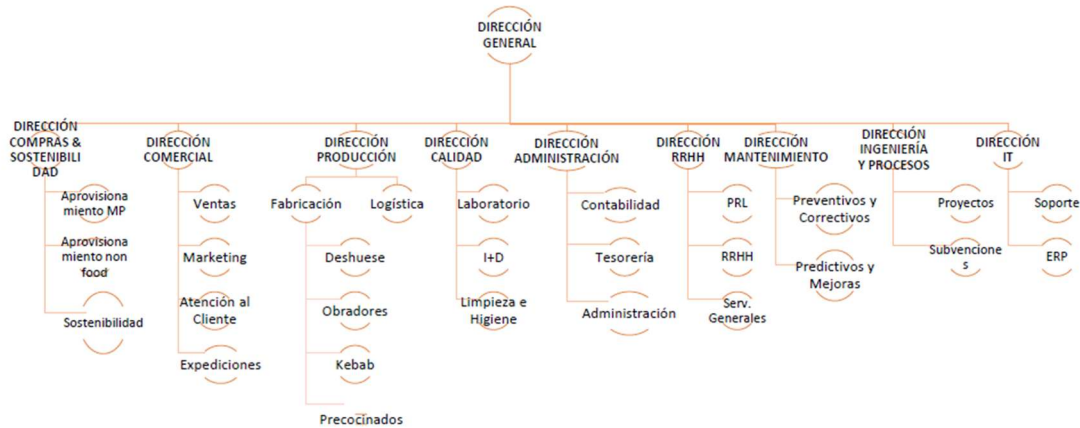 DIRECCIÓN
GENERAL
DIRECCIÓN
COMPRAS &
SOSTENIBILI
DAD
Aprovisiona
miento MP
Aprovisiona
miento non
food
Sostenibilidad
DIRECCIÓN
COMERCIAL
Ventas
Marketing
Atención al
Cliente
Expediciones
DIRECCIÓN
PRODUCCIÓN
Fabricación
Deshuese
Obradores
Kebab
Precocinados
Logística
DIRECCIÓN
CALIDAD
Laboratorio
I+D
Limpieza e
Higiene
DIRECCIÓN
ADMINISTRACIÓN
Contabilidad
Tesorería
Administración
DIRECCIÓN
RRHH
PRL
RRHH
Serv.
Generales
DIRECCIÓN
MANTENIMIENTO
Preventivos y
Correctivos
Predictivos y
Mejoras
DIRECCIÓN
INGENIERÍA
Y PROCESOS
Proyectos
Subvencione
s
DIRECCIÓN
IT
Soporte
ERP